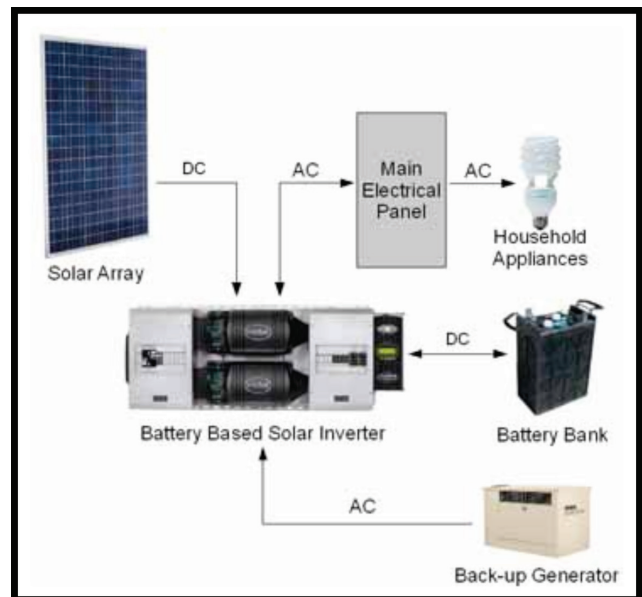 DC
AC
Main
Electrical
Panel
AC
Household
Appliances
Solar Array
DC
Battery Based Solar Inverter
Battery Bank
AC
Back-up Generator